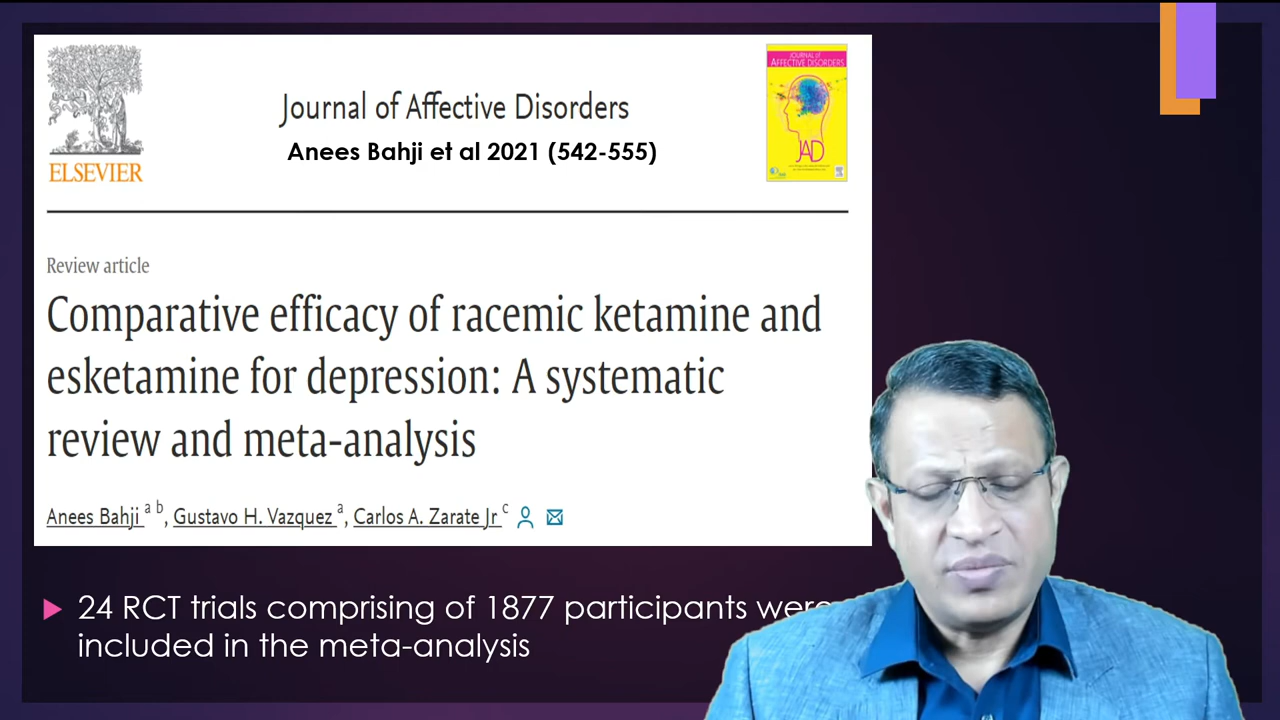 Journal of Affective Disorders
Anees Bahji et al 2021 (542-555)
ELSEVIER
JOURNAL OF
AFFECTIVE DISORDERS
JAD
Review article
Comparative efficacy of racemic ketamine and
esketamine for depression: A systematic
review and meta-analysis
Anees Bahji a b, Gustavo H. Vazquez a, Carlos A. Zarate Jr c
24 RCT trials comprising of 1877 participants were
included in the meta-analysis